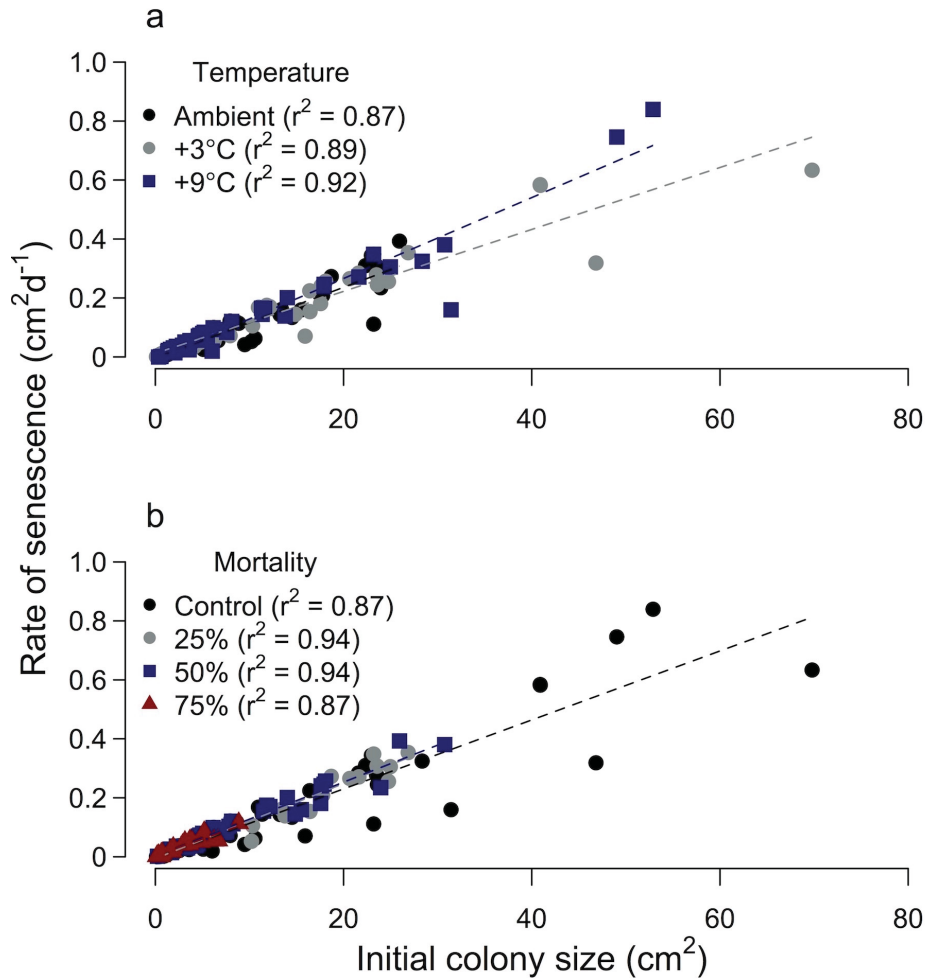 a
Rate of senescence (cm²d⁻¹)
1.0
0.8
0.6
0.4
0.2
0
Temperature
Ambient (r² = 0.87)
+3°C (r² = 0.89)
+9°C (r² = 0.92)
0 20 40 60 80
b
1.0
0.8
0.6
0.4
0.2
0
Mortality
Control (r² = 0.87)
25% (r² = 0.94)
50% (r² = 0.94)
75% (r² = 0.87)
0 20 40 60 80
Initial colony size (cm²)